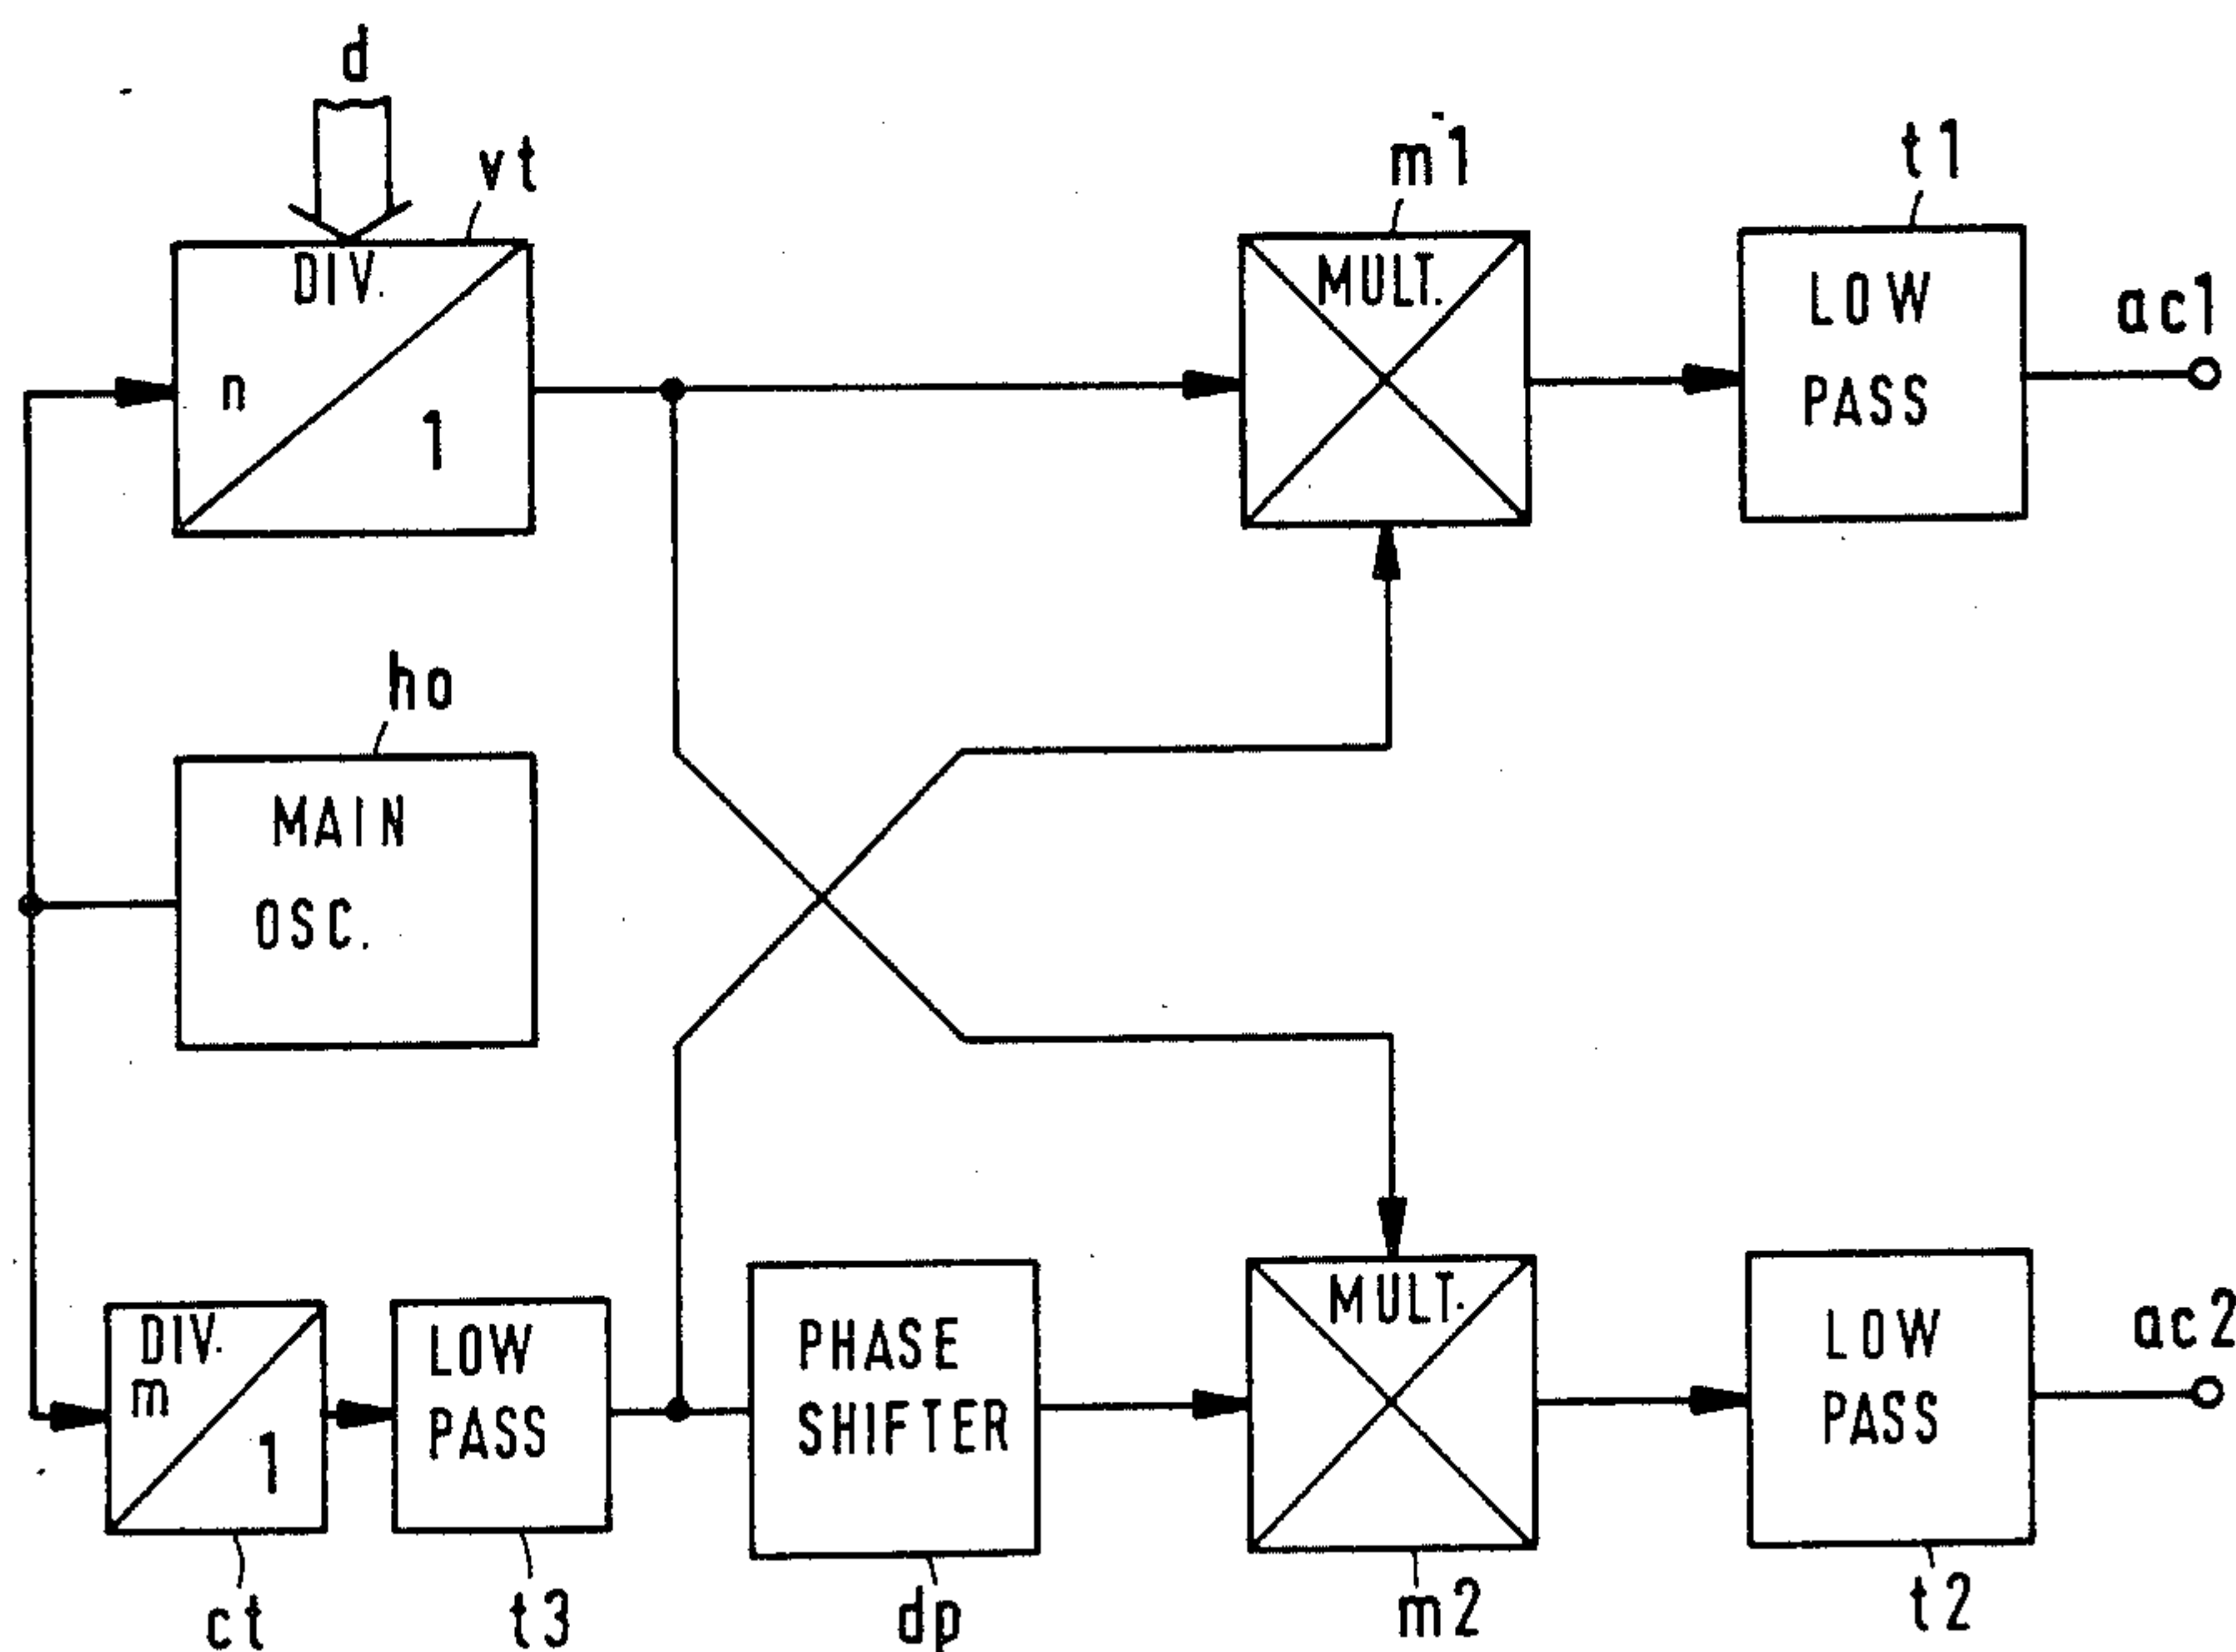 d
vt
DIV.
n
1
m1
MULT.
t1
LOW
PASS
ac1
ho
MAIN
OSC.
DIV.
m
1
ct
LOW
PASS
t3
PHASE
SHIFTER
dp
MULT.
m2
LOW
PASS
t2
ac2